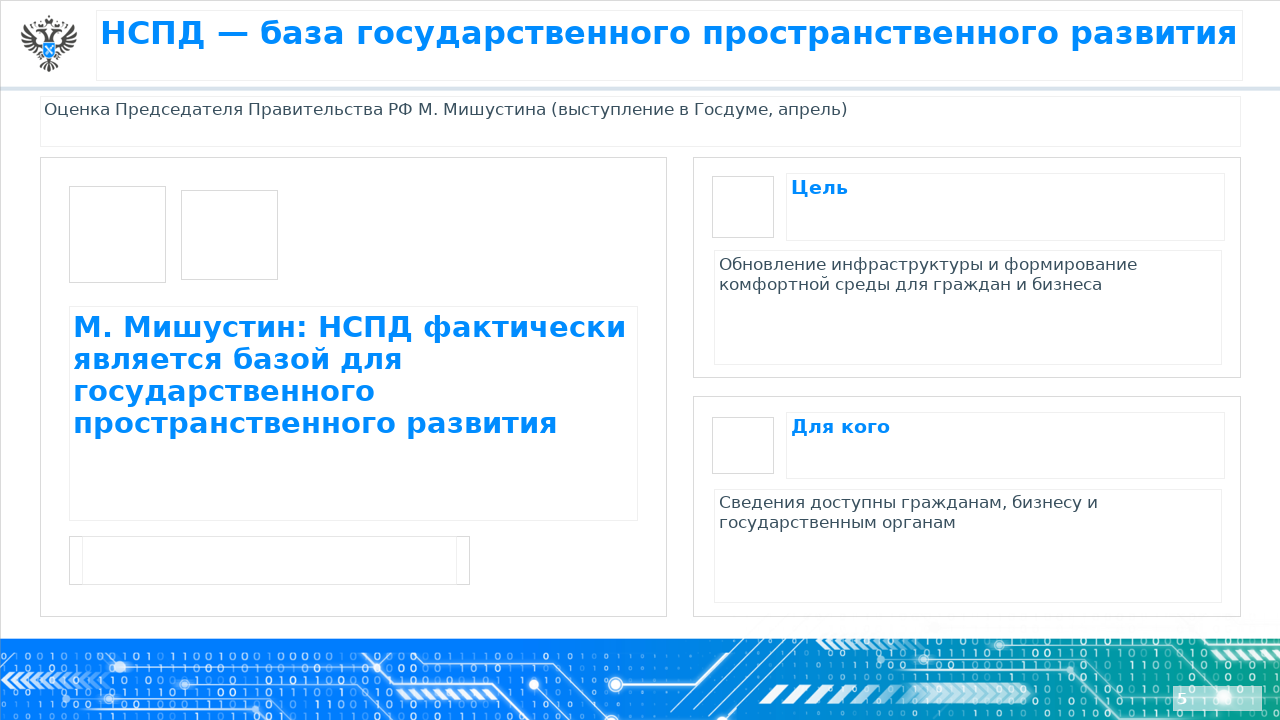 НСПД — база государственного пространственного развития
Оценка Председателя Правительства РФ М. Мишустина (выступление в Госдуме, апрель)
М. Мишустин: НСПД фактически
является базой для
государственного
пространственного развития
Цель
Обновление инфраструктуры и формирование
комфортной среды для граждан и бизнеса
Для кого
Сведения доступны гражданам, бизнесу и
государственным органам
5